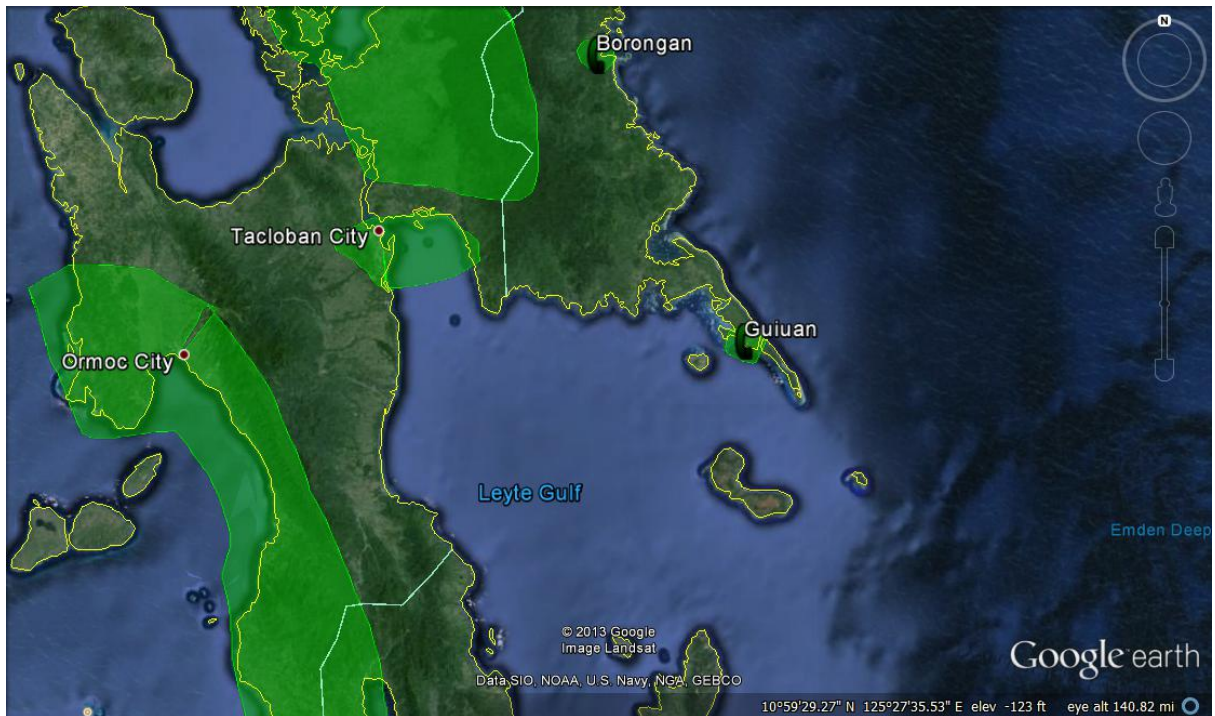 N
Borongan
Tacloban City
Guiuan
Ormoc City
Leyte Gulf
Emden Deep
© 2013 Google
Image Landsat
Data SIO, NOAA, U.S. Navy, NGA, GEBCO
Google earth
10°59'29.27" N 125°27'35.53" E elev -123 ft eye alt 140.82 mi